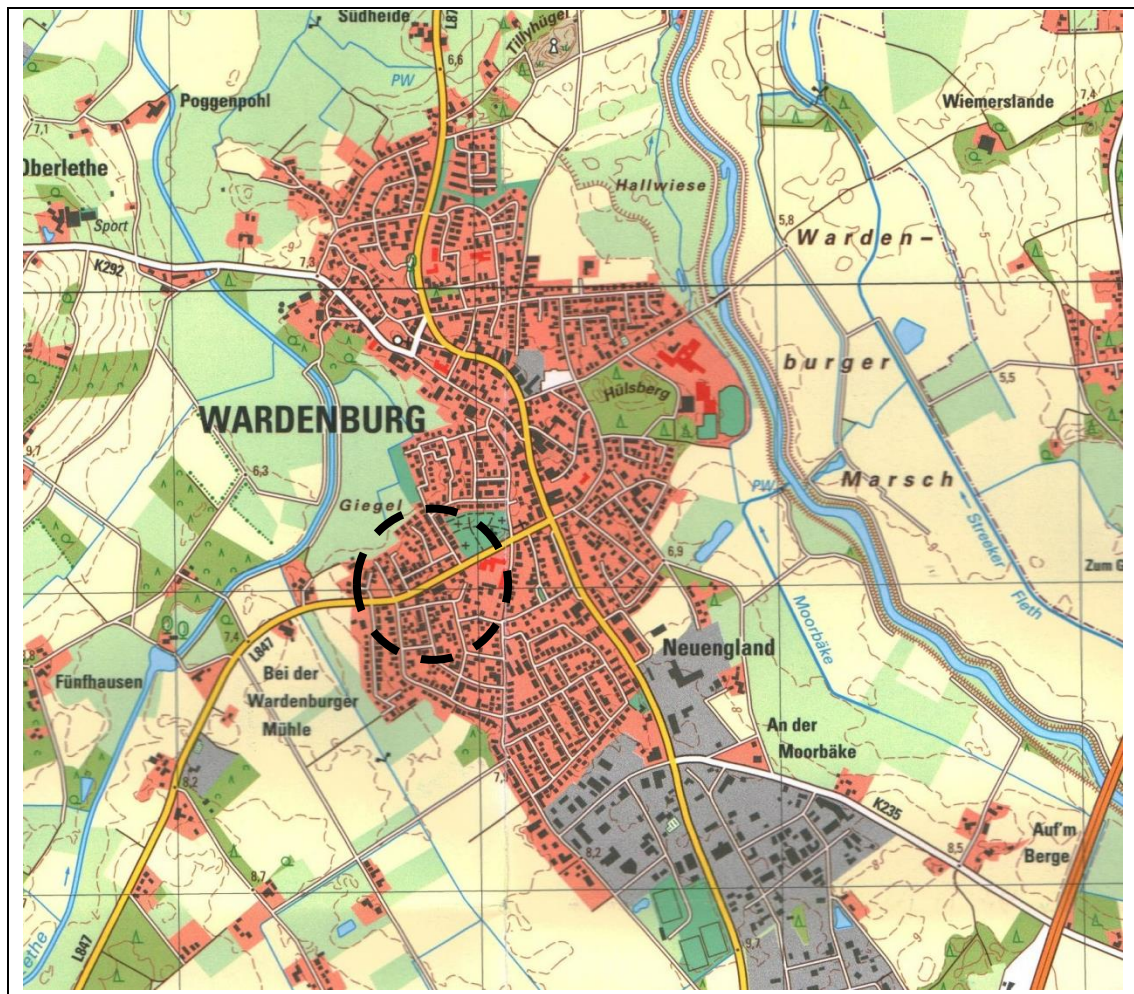 Südheide
L87
Tillyhügel
6,6
PW
Poggenpohl
7,4
Wiemerslande
7,1
Oberlethe
Hallwiese
Sport
5,8
Warden-
K292
7,3
burger
Hülsberg
5,5
WARDENBURG
9,7
6,3
Giegel
PW
Marsch
6,9
Streeker
Fleth
Zum G
Moorbäke
7,4
L847
Neuengland
Fünfhausen
Bei der
Wardenburger
Mühle
An der
Moorbäke
8,2
K235
Auf'm
Berge
8,2
8,5
8,7
L847
9,7
ethe